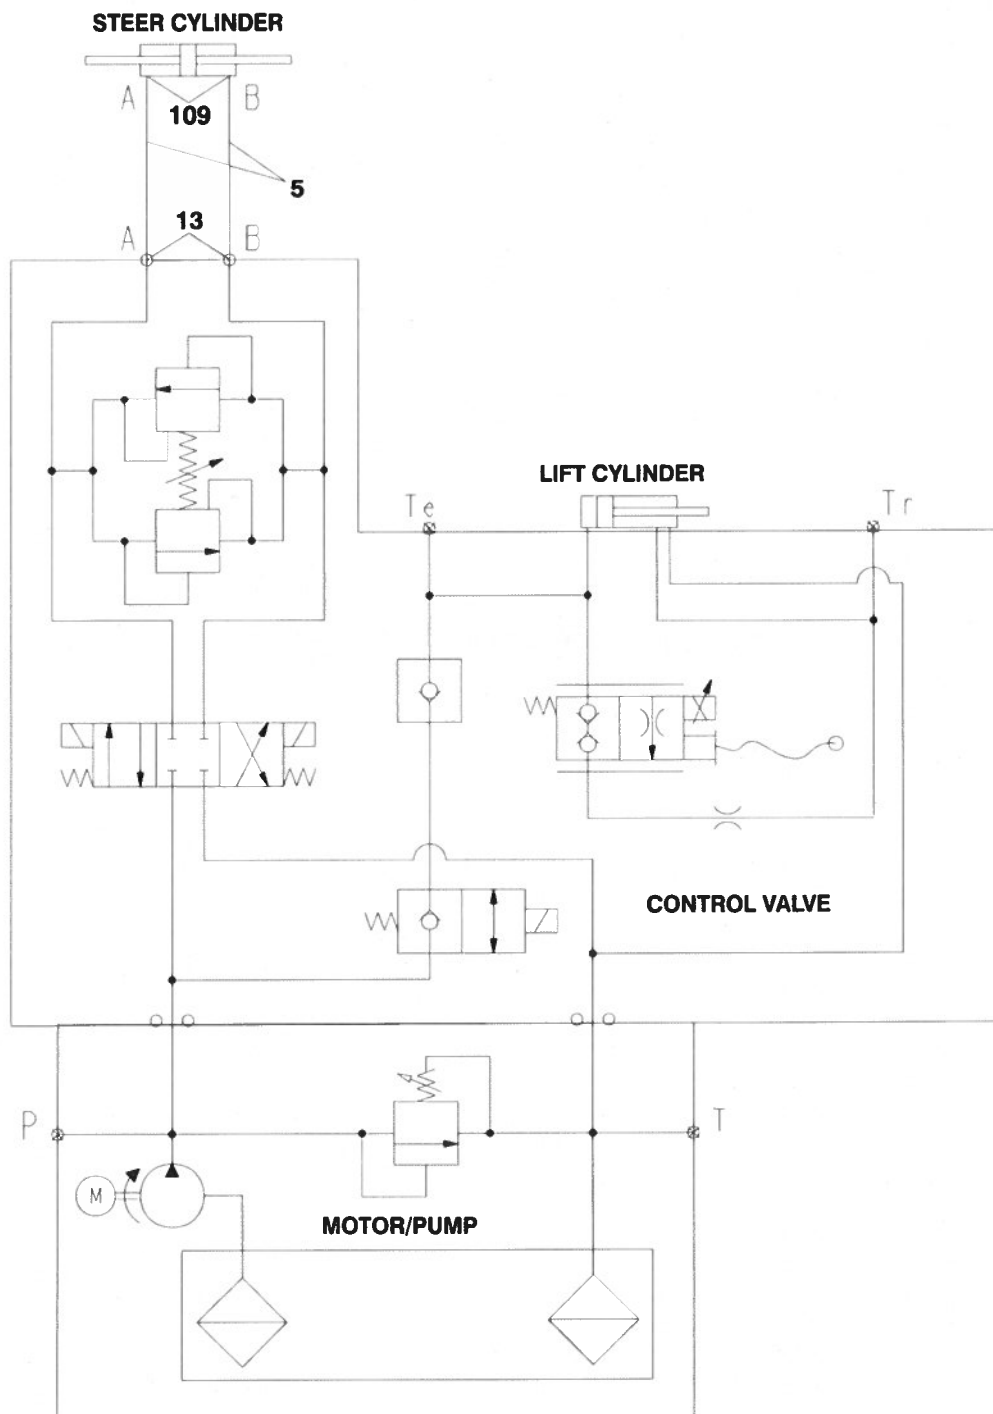 STEER CYLINDER
A
B
109
5
13
A
B
LIFT CYLINDER
Te
Tr
CONTROL VALVE
P
T
M
MOTOR/PUMP